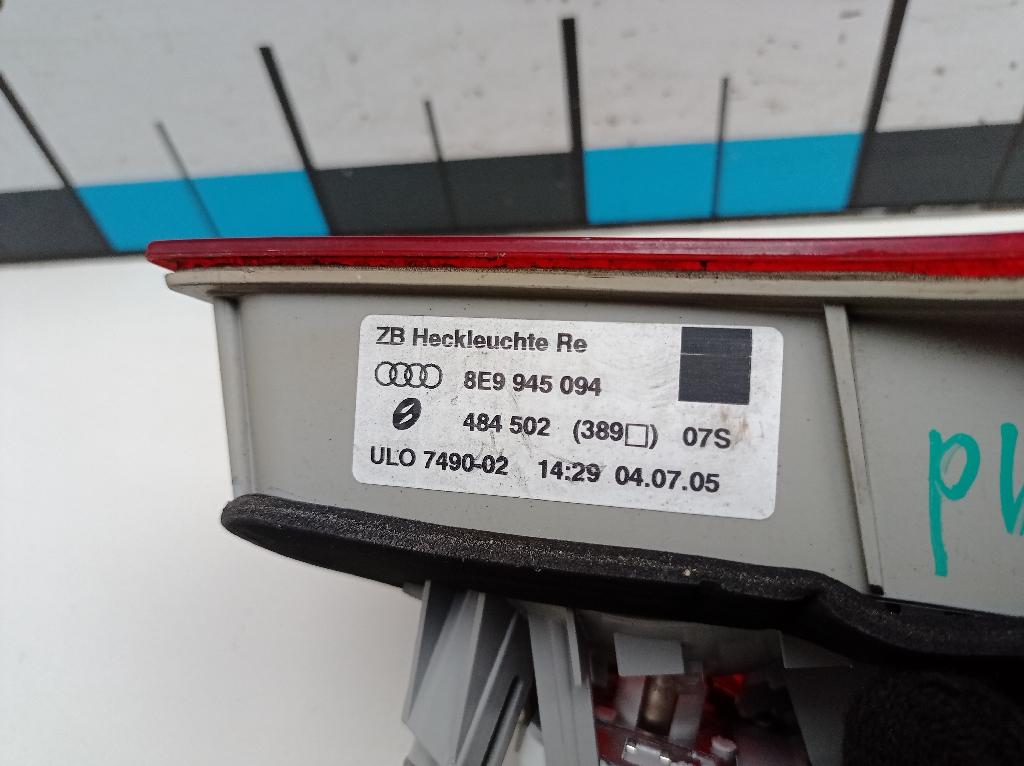 ZB Heckleuchte Re
8E9 945 094
484 502 (389□) 07S
ULO 7490-02 14:29 04.07.05